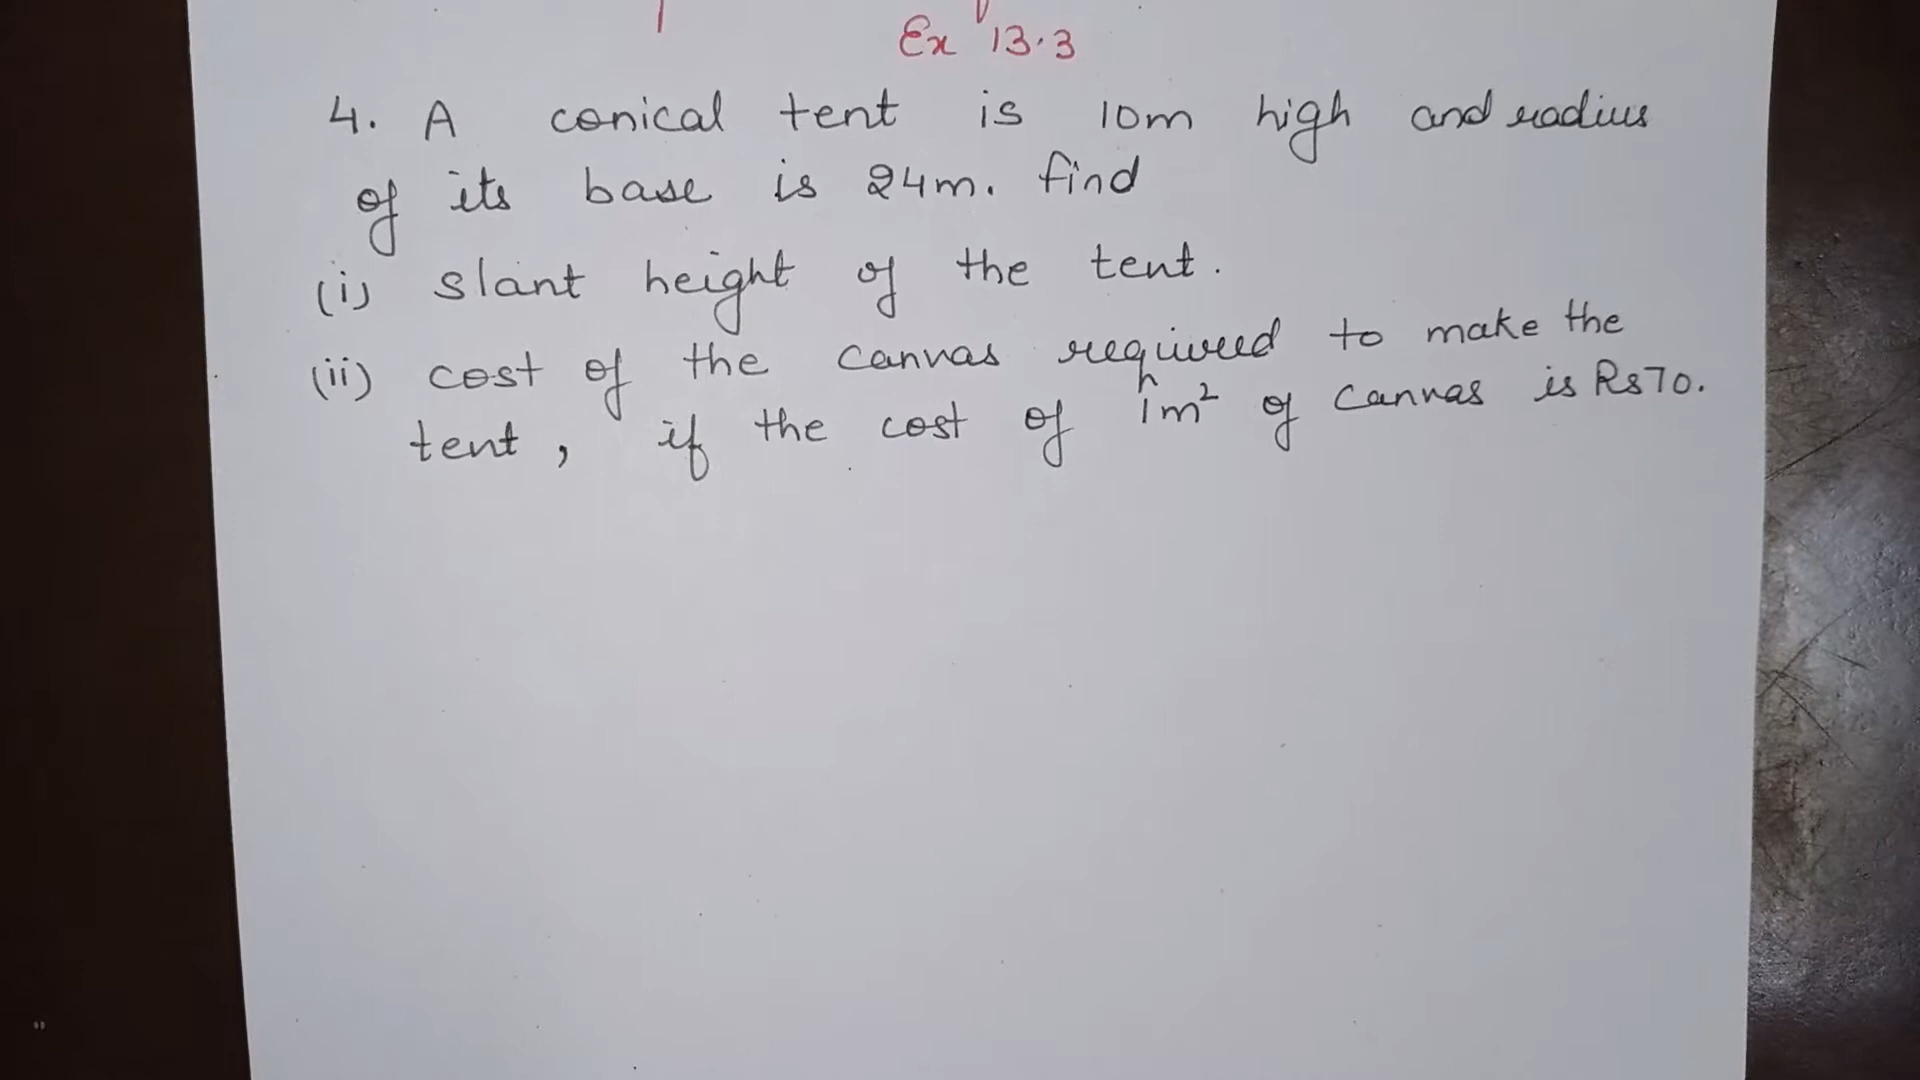 Ex 13.3
4. A conical tent is 10m high and radius
of its base is 24m. find
(i) slant height of the tent.
(ii) cost of the canvas required to make the
tent, if the cost of 1m² of canvas is Rs70.